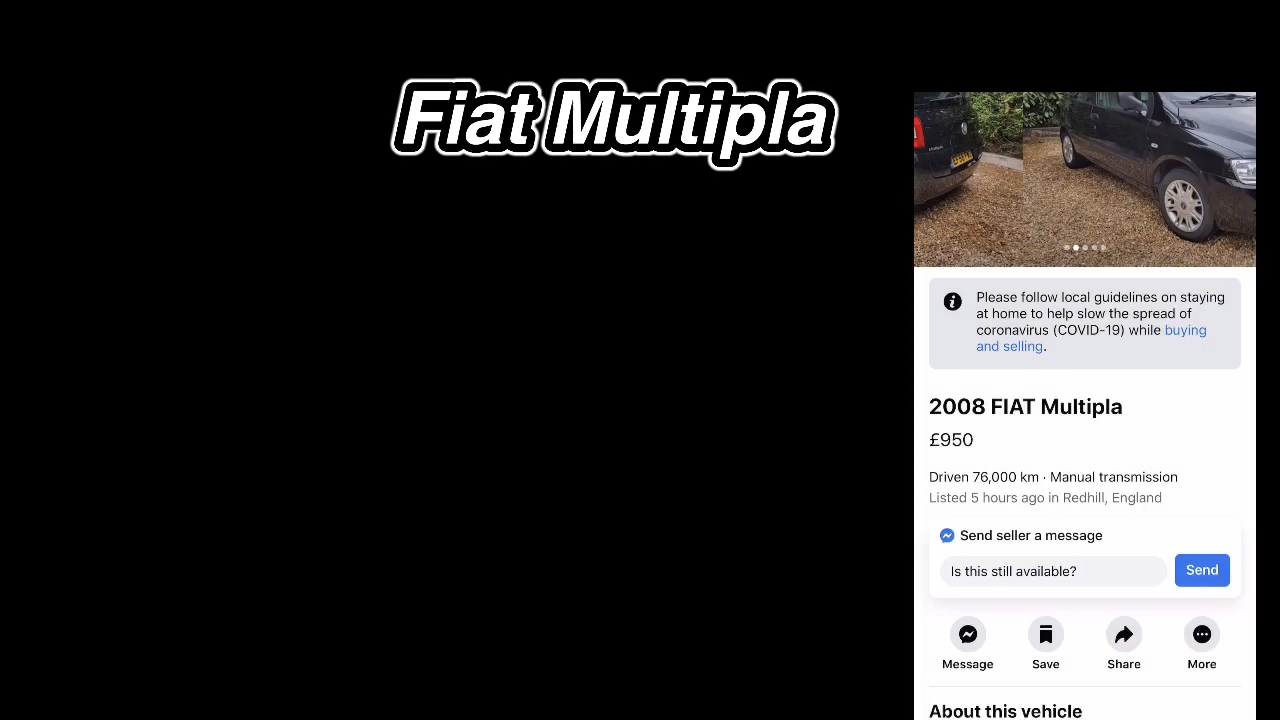 Fiat Multipla
Please follow local guidelines on staying
at home to help slow the spread of
coronavirus (COVID-19) while buying
and selling.
2008 FIAT Multipla
£950
Driven 76,000 km · Manual transmission
Listed 5 hours ago in Redhill, England
Send seller a message
Is this still available?
Send
Message
Save
Share
More
About this vehicle